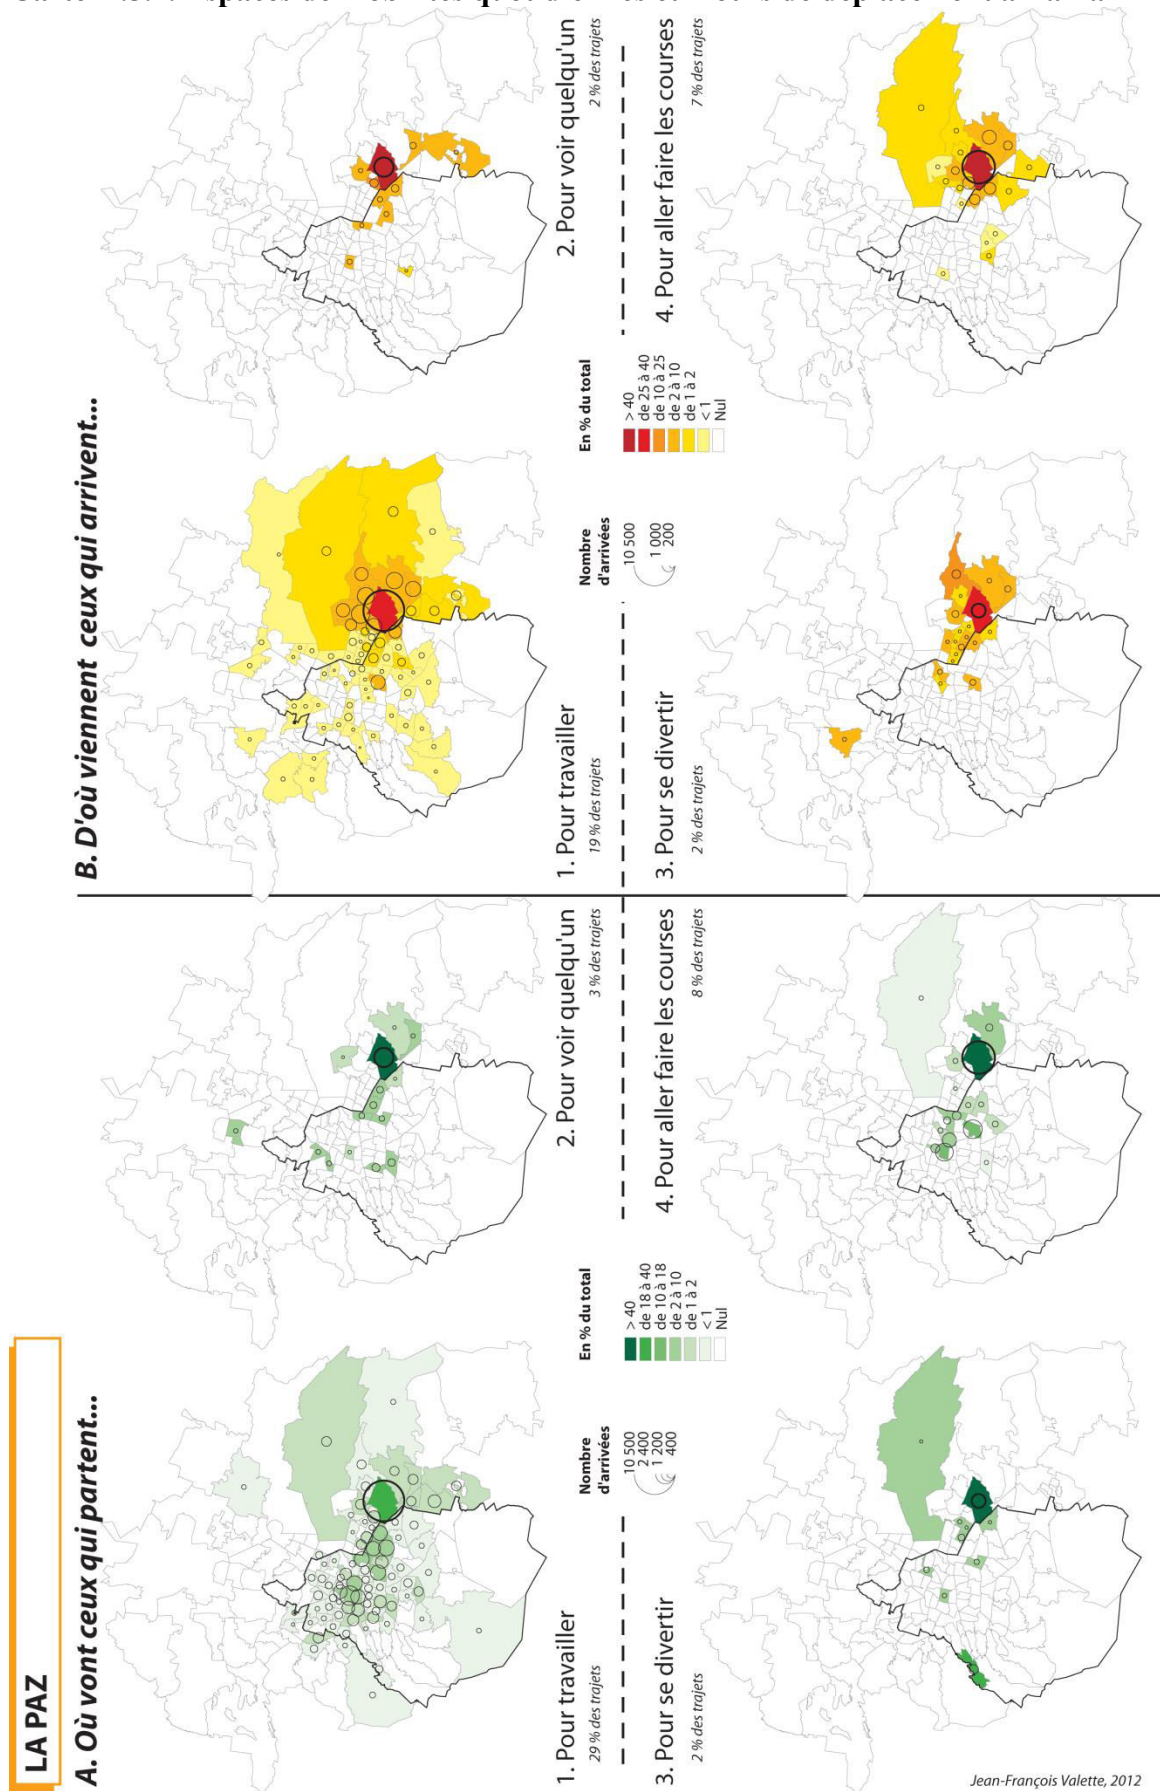 LA PAZ
A. Où vont ceux qui partent...
1. Pour travailler
29 % des trajets
Nombre
d'arrivées
10 500
2 400
1 200
400
En % du total
> 40
de 18 à 40
de 10 à 18
de 2 à 10
de 1 à 2
< 1
Nul
2. Pour voir quelqu'un
3 % des trajets
3. Pour se divertir
2 % des trajets
4. Pour aller faire les courses
8 % des trajets
B. D'où viennent ceux qui arrivent...
1. Pour travailler
19 % des trajets
Nombre
d'arrivées
10 500
1 000
200
En % du total
> 40
de 25 à 40
de 10 à 25
de 2 à 10
de 1 à 2
< 1
Nul
2. Pour voir quelqu'un
2 % des trajets
3. Pour se divertir
2 % des trajets
4. Pour aller faire les courses
7 % des trajets
Jean-François Valette, 2012